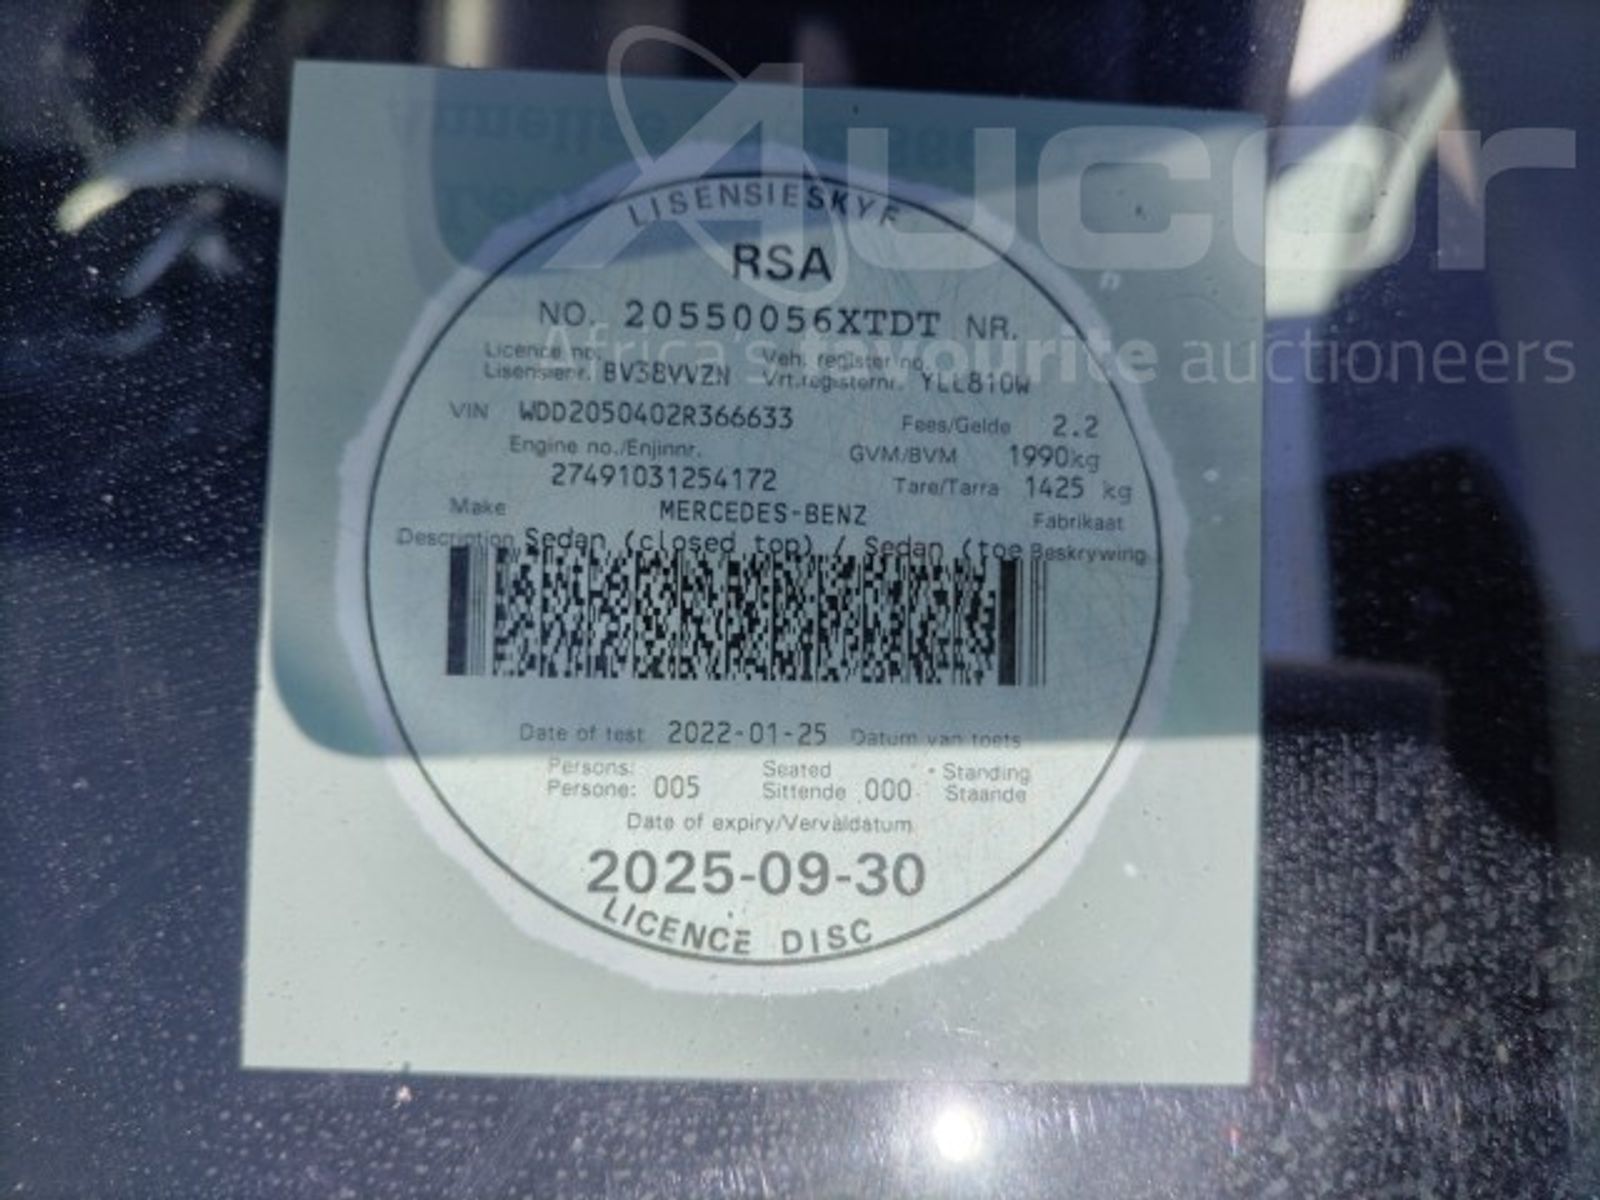 Aucor
Africa's favourite auctioneers
LISENSIESKYF
RSA
NO. 20550056XTDT NR.
Licence no. Veh. register no.
Lisensienr. BV38VVZN Vrt.registernr. YLL810W
VIN WDD2050402R366633 Fees/Gelde 2.2
Engine no./Enjinnr. GVM/BVM 1990kg
27491031254172 Tare/Tarra 1425 kg
Make MERCEDES-BENZ Fabrikaat
Description Sedan (closed top) / Sedan (toe Beskrywing
Date of test 2022-01-25 Datum van toets
Persons: Seated Standing
Persone: 005 Sittende 000 Staande
Date of expiry/Vervaldatum
2025-09-30
LICENCE DISC